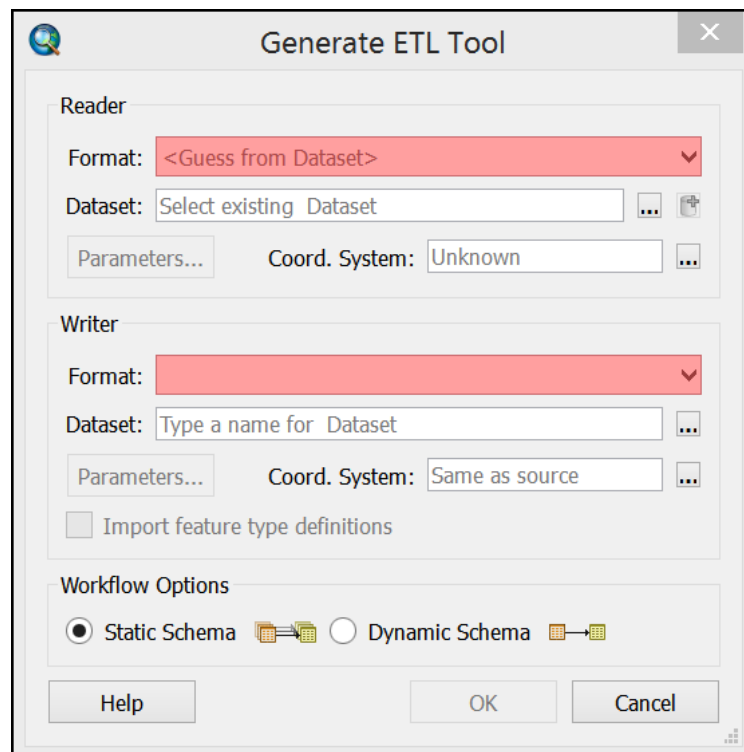 Generate ETL Tool
Reader
Format: <Guess from Dataset>
Dataset: Select existing  Dataset ...
Parameters... Coord. System: Unknown ...
Writer
Format:
Dataset: Type a name for  Dataset ...
Parameters... Coord. System: Same as source ...
Import feature type definitions
Workflow Options
Static Schema Dynamic Schema
Help OK Cancel